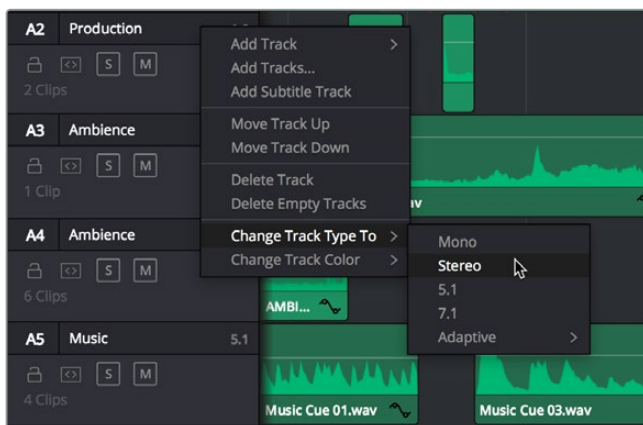 A2 Production
S M
2 Clips
A3 Ambience
S M
1 Clip
A4 Ambience
S M
6 Clips
A5 Music 5.1
S M
4 Clips
Add Track >
Add Tracks...
Add Subtitle Track
Move Track Up
Move Track Down
Delete Track
Delete Empty Tracks
Change Track Type To >
Change Track Color >
Mono
Stereo
5.1
7.1
Adaptive >
AMBI...
Music Cue 01.wav
Music Cue 03.wav